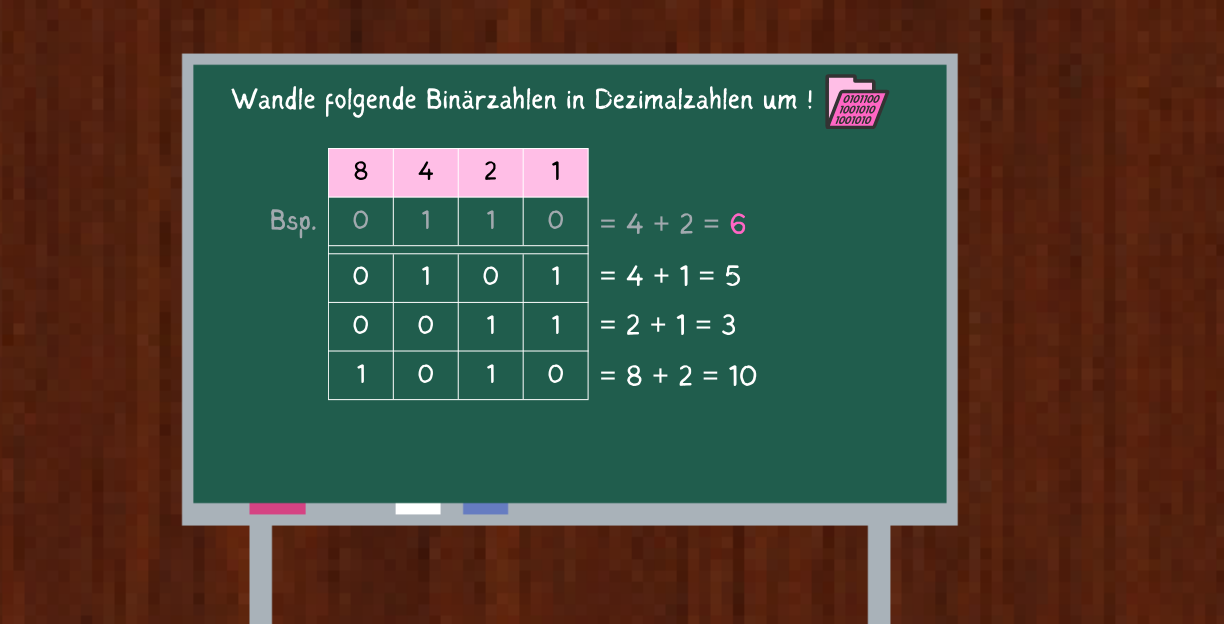 Wandle folgende Binärzahlen in Dezimalzahlen um !
0101100
1001010
1001010
8 4 2 1
Bsp. 0 1 1 0 = 4 + 2 = 6
0 1 0 1 = 4 + 1 = 5
0 0 1 1 = 2 + 1 = 3
1 0 1 0 = 8 + 2 = 10